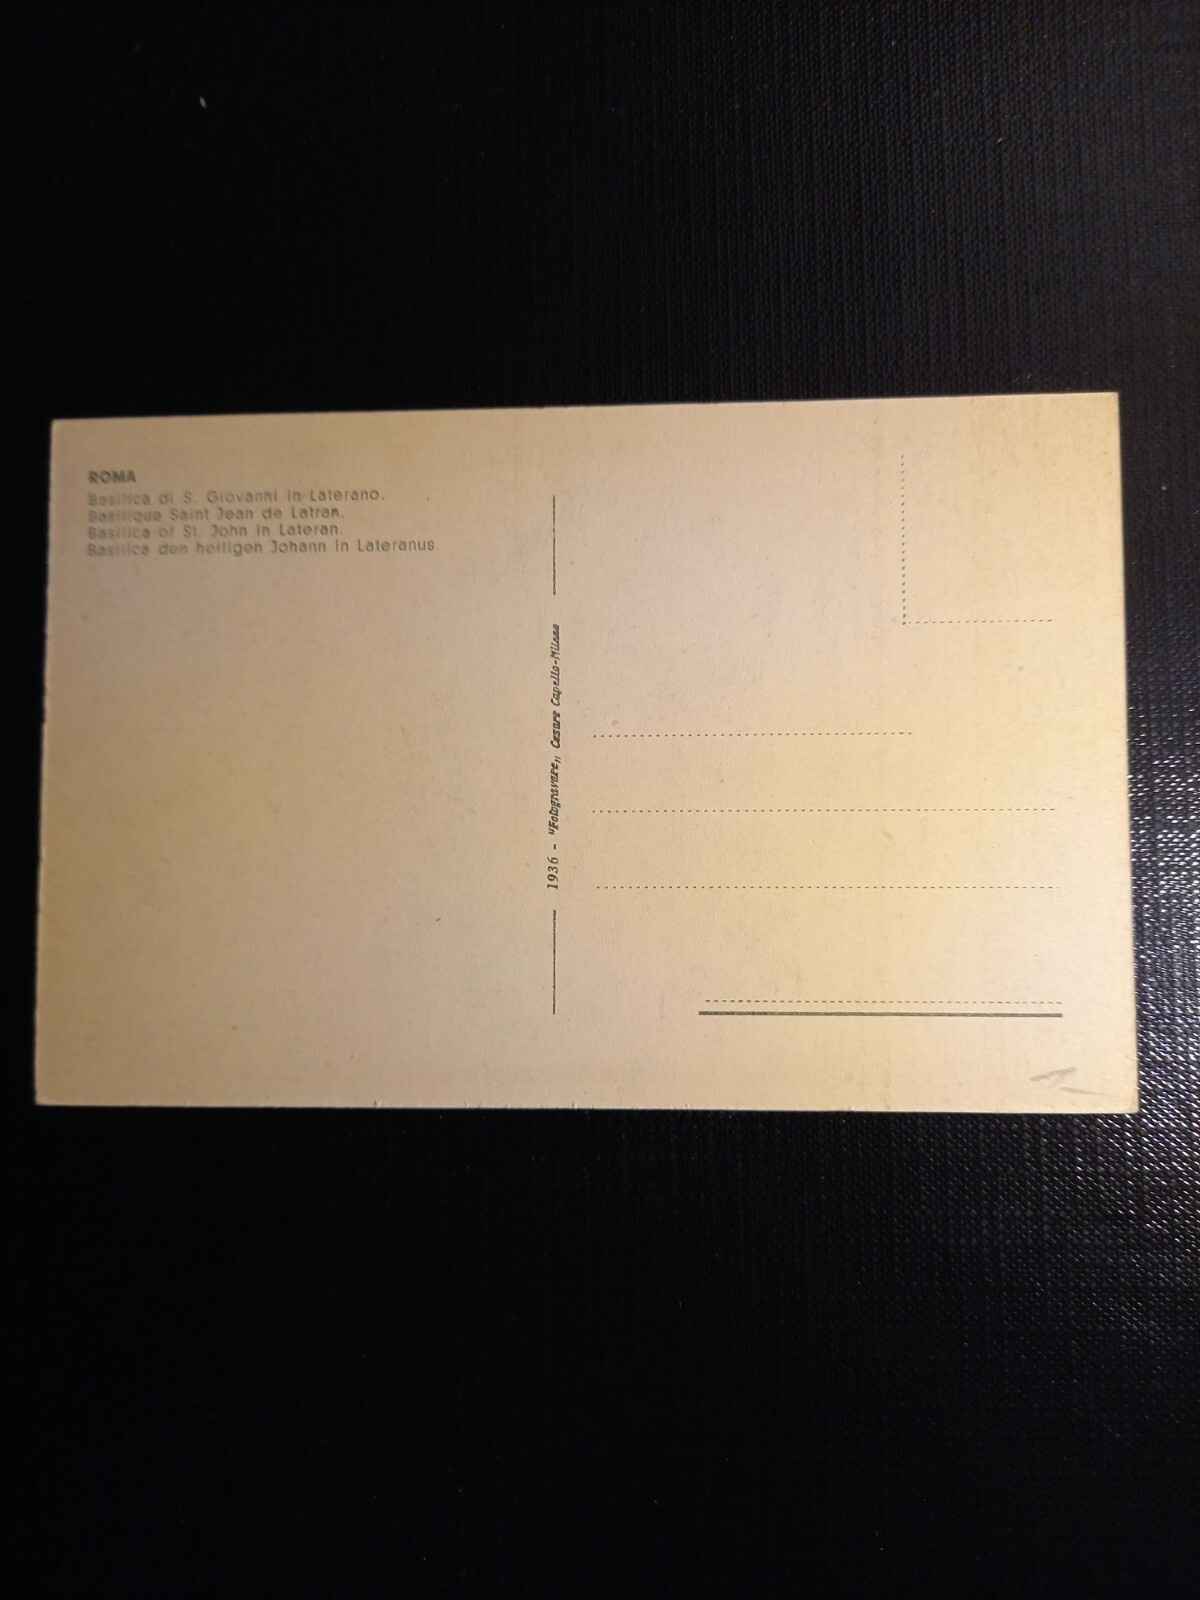 ROMA
Basilica di S. Giovanni in Laterano.
Basilique Saint Jean de Latran.
Basilica of St. John in Lateran.
Basilica den heiligen Johann in Lateranus.
1936 - "Fotogravure„ Cesare Capello-Milano